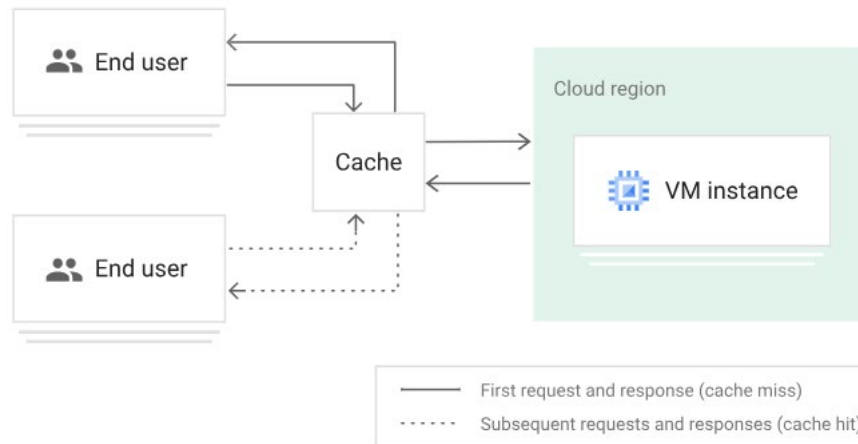 End user
Cloud region
Cache
VM instance
End user
First request and response (cache miss)
Subsequent requests and responses (cache hit)